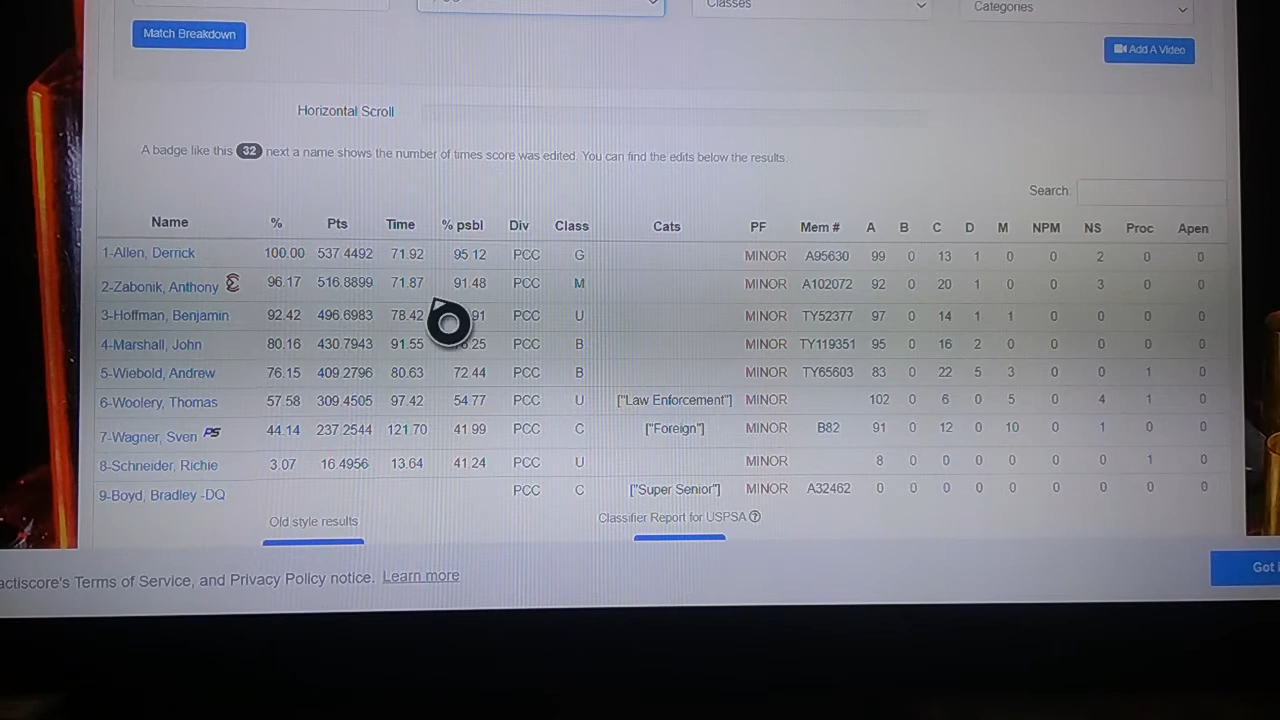 Classes
Categories
Match Breakdown
Add A Video
Horizontal Scroll
A badge like this 32 next a name shows the number of times score was edited. You can find the edits below the results.
Search:
Name % Pts Time % psbl Div Class Cats PF Mem # A B C D M NPM NS Proc Apen
1-Allen, Derrick 100.00 537.4492 71.92 95.12 PCC G MINOR A95630 99 0 13 1 0 0 2 0 0
2-Zabonik, Anthony 96.17 516.8899 71.87 91.48 PCC M MINOR A102072 92 0 20 1 0 0 3 0 0
3-Hoffman, Benjamin 92.42 496.6983 78.42 91 PCC U MINOR TY52377 97 0 14 1 1 0 0 0 0
4-Marshall, John 80.16 430.7943 91.55 .25 PCC B MINOR TY119351 95 0 16 2 0 0 0 0 0
5-Wiebold, Andrew 76.15 409.2796 80.63 72.44 PCC B MINOR TY65603 83 0 22 5 3 0 0 1 0
6-Woolery, Thomas 57.58 309.4505 97.42 54.77 PCC U ["Law Enforcement"] MINOR 102 0 6 0 5 0 4 1 0
7-Wagner, Sven PS 44.14 237.2544 121.70 41.99 PCC C ["Foreign"] MINOR B82 91 0 12 0 10 0 1 0 0
8-Schneider, Richie 3.07 16.4956 13.64 41.24 PCC U MINOR 8 0 0 0 0 0 0 1 0
9-Boyd, Bradley -DQ PCC C ["Super Senior"] MINOR A32462 0 0 0 0 0 0 0 0 0
Old style results
Classifier Report for USPSA
actiscore's Terms of Service, and Privacy Policy notice. Learn more
Got